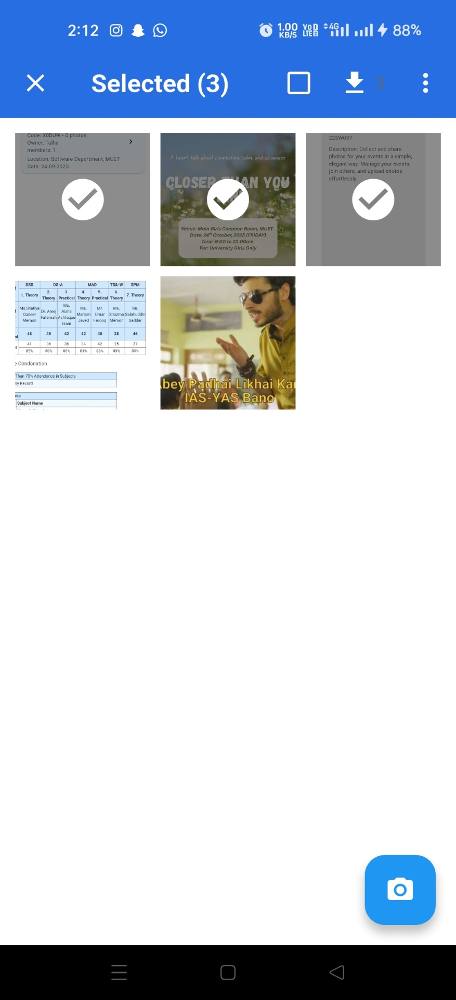 2:12
1.00
KB/S
Vo
LTE2
4G
88%
Selected (3)
3
Code: X0DU9I • 0 photos
Owner: Talha
members: 1
Location: Software Department, MUET
Date: 24-09-2025
A heart-talk about connection, calm, and closeness
CLOSER THAN YOU
Venue: Main Girls Common Room, MUET.
Date: 24th October, 2025 (FRIDAY)
Time: 9:00 to 10:00am
For: University Girls Only
22SW037
Description: Collect and share
photos for your events in a simple,
elegant way. Manage your events,
join others, and upload photos
effortlessly.
DSS DS-A MAD TS&-W SPM
1. Theory 2. Theory 3. Practical 4. Theory 5. Practical 6. Theory 7. Theory
Ms.Shafiya Qadeer Memon Dr. Areej Fatemah Ms. Aisha Ashfaque Isani Ms. Mariam Javed Mr. Umar Farooq Ms. Shazma Memon Mr. Salahuddin Saddar
48 45 42 42 48 28 46
41 36 36 34 42 25 37
85% 80% 86% 81% 88% 89% 80%
e Condonation
Than 70% Attendance in Subjects
ny Record
cts
Subject Name
bey Padhai Likhai Kar
IAS-YAS Bano